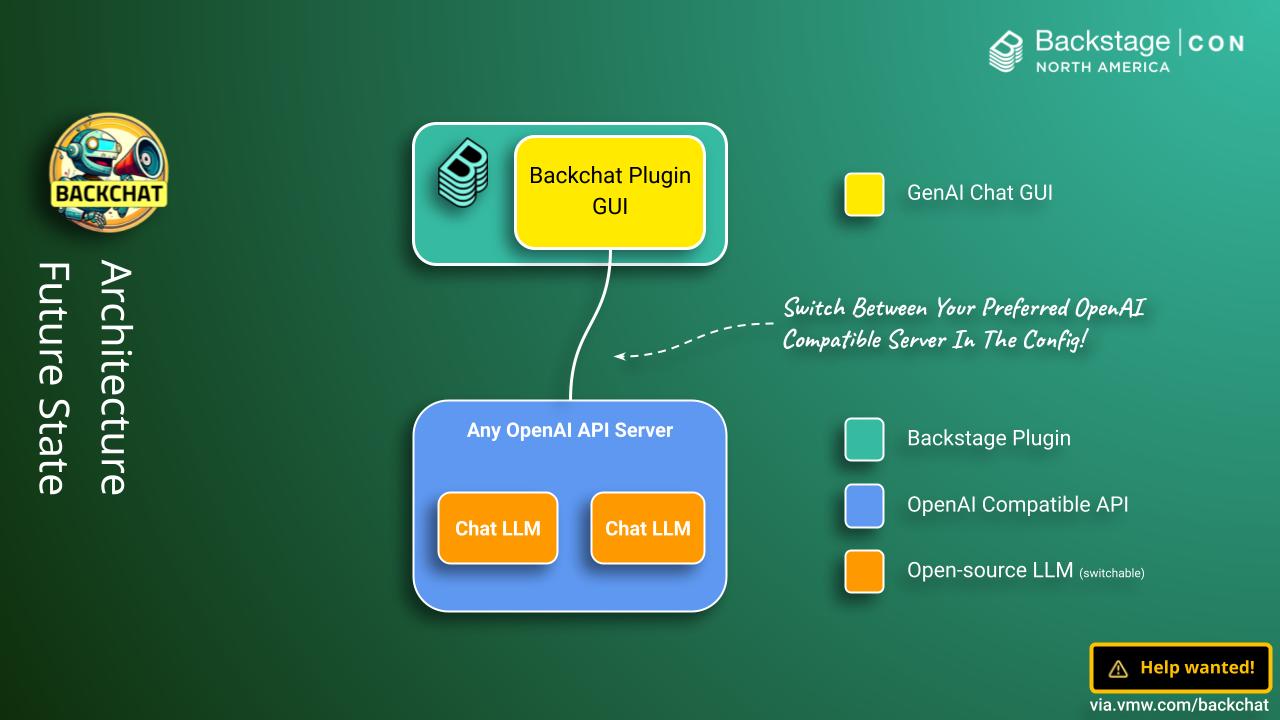 Backstage | CON
NORTH AMERICA
BACKCHAT
Architecture
Future State
Backchat Plugin
GUI
GenAI Chat GUI
Switch Between Your Preferred OpenAI
Compatible Server In The Config!
Any OpenAI API Server
Chat LLM
Chat LLM
Backstage Plugin
OpenAI Compatible API
Open-source LLM (switchable)
Help wanted!
via.vmw.com/backchat